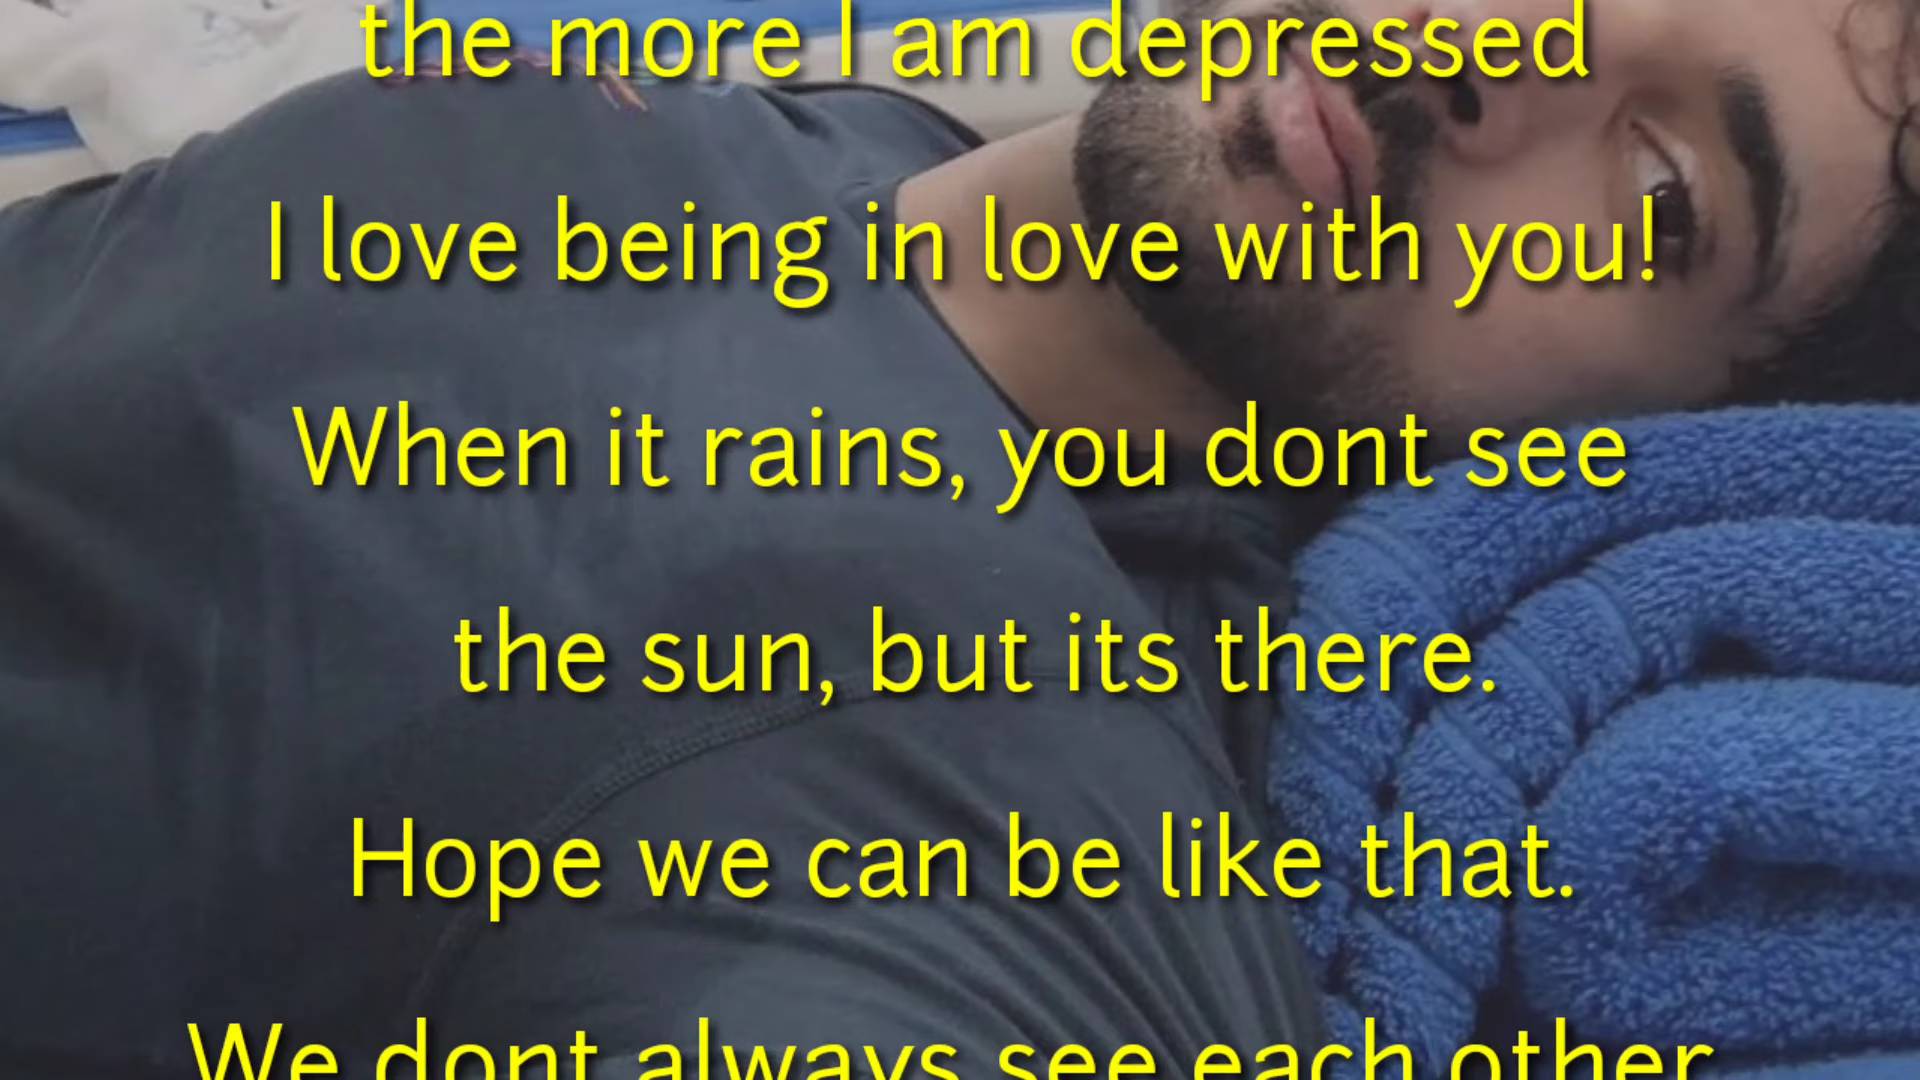 the more I am depressed
I love being in love with you!
When it rains, you dont see
the sun, but its there.
Hope we can be like that.
We dont always see each other